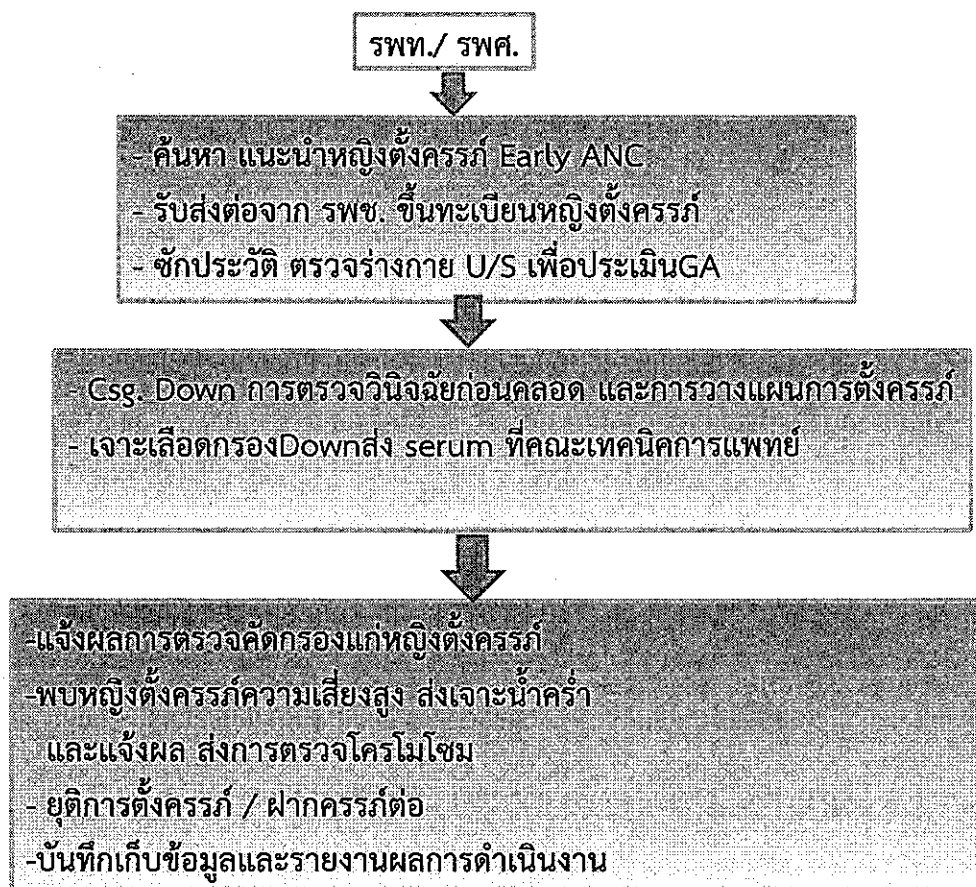 รพท./ รพศ.
- ค้นหา แนะนำหญิงตั้งครรภ์ Early ANC
- รับส่งต่อจาก รพช. ขึ้นทะเบียนหญิงตั้งครรภ์
- ซักประวัติ ตรวจร่างกาย U/S เพื่อประเมินGA
- Csg. Down การตรวจวินิจฉัยก่อนคลอด และการวางแผนการตั้งครรภ์
- เจาะเลือดกรองDownส่ง serum ที่คณะเทคนิคการแพทย์
-แจ้งผลการตรวจคัดกรองแก่หญิงตั้งครรภ์
-พบหญิงตั้งครรภ์ความเสี่ยงสูง ส่งเจาะน้ำคร่ำ
และแจ้งผล ส่งการตรวจโครโมโซม
- ยุติการตั้งครรภ์ / ฝากครรภ์ต่อ
-บันทึกเก็บข้อมูลและรายงานผลการดำเนินงาน